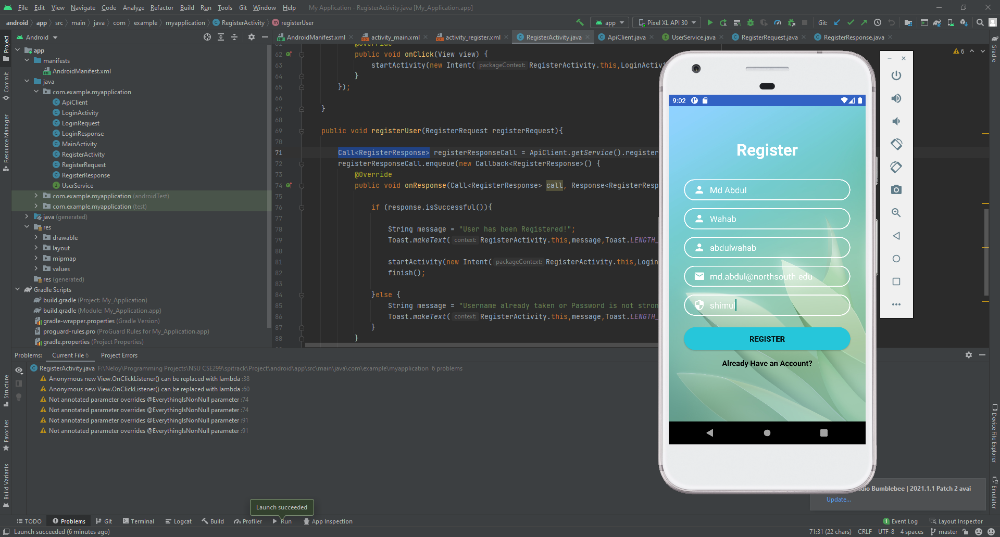 File Edit View Navigate Code Analyze Refactor Build Run Tools Git Window Help My Application - RegisterActivity.java [My_Application.app]
android app src main java com example myapplication RegisterActivity registerUser app Pixel XL API 30 Git:
Android
AndroidManifest.xml activity_main.xml activity_register.xml RegisterActivity.java ApiClient.java UserService.java RegisterRequest.java RegisterResponse.java
Project
Commit
Resource Manager
Structure
Favorites
Build Variants
app
manifests
AndroidManifest.xml
java
com.example.myapplication
ApiClient
LoginActivity
LoginRequest
LoginResponse
MainActivity
RegisterActivity
RegisterRequest
RegisterResponse
UserService
com.example.myapplication (androidTest)
com.example.myapplication (test)
java (generated)
res
drawable
layout
mipmap
values
res (generated)
Gradle Scripts
build.gradle (Project: My_Application)
build.gradle (Module: My_Application.app)
gradle-wrapper.properties (Gradle Version)
proguard-rules.pro (ProGuard Rules for My_Application.app)
gradle.properties (Project Properties)
61 @Override
62 public void onClick(View view) {
63 startActivity(new Intent( packageContext: RegisterActivity.this,LoginActivi
64 }
65 });
66
67 }
68
69 public void registerUser(RegisterRequest registerRequest){
70
71 Call<RegisterResponse> registerResponseCall = ApiClient.getService().register
72 registerResponseCall.enqueue(new Callback<RegisterResponse>() {
73 @Override
74 public void onResponse(Call<RegisterResponse> call, Response<RegisterResp
75
76 if (response.isSuccessful()){
77
78 String message = "User has been Registered!";
79 Toast.makeText( context: RegisterActivity.this,message,Toast.LENGTH_
80
81 startActivity(new Intent( packageContext: RegisterActivity.this,Login
82 finish();
83
84 }else {
85 String message = "Username already taken or Password is not stron
86 Toast.makeText( context: RegisterActivity.this,message,Toast.LENGTH_
87 }
88 }
6
9:02
Register
Md Abdul
Wahab
abdulwahab
md.abdul@northsouth.edu
shimul
REGISTER
Already Have an Account?
Gradle
Device File Explorer
Emulator
Problems: Current File 6 Project Errors
RegisterActivity.java F:\Neloy\Programming Projects\NSU CSE299\spitrack\Project\android\app\src\main\java\com\example\myapplication 6 problems
Anonymous new View.OnClickListener() can be replaced with lambda :38
Anonymous new View.OnClickListener() can be replaced with lambda :60
Not annotated parameter overrides @EverythingIsNonNull parameter :74
Not annotated parameter overrides @EverythingIsNonNull parameter :74
Not annotated parameter overrides @EverythingIsNonNull parameter :91
Not annotated parameter overrides @EverythingIsNonNull parameter :91
dio Bumblebee | 2021.1.1 Patch 2 avai
Update...
Launch succeeded
TODO Problems Git Terminal Logcat Build Profiler Run App Inspection 1 Event Log Layout Inspector
Launch succeeded (6 minutes ago) 71:31 (22 chars) CRLF UTF-8 4 spaces master